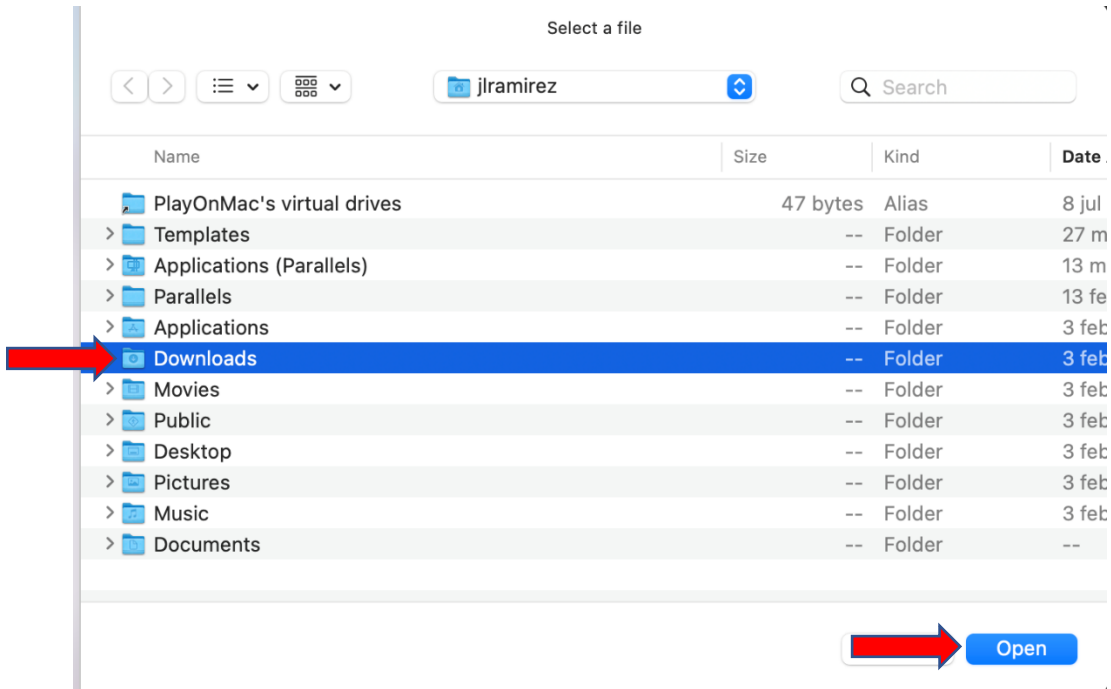 Select a file
jlramirez Search
Name Size Kind Date
PlayOnMac's virtual drives 47 bytes Alias 8 jul
Templates -- Folder 27 m
Applications (Parallels) -- Folder 13 m
Parallels -- Folder 13 fe
Applications -- Folder 3 feb
Downloads -- Folder 3 feb
Movies -- Folder 3 feb
Public -- Folder 3 feb
Desktop -- Folder 3 feb
Pictures -- Folder 3 feb
Music -- Folder 3 feb
Documents -- Folder --
Open